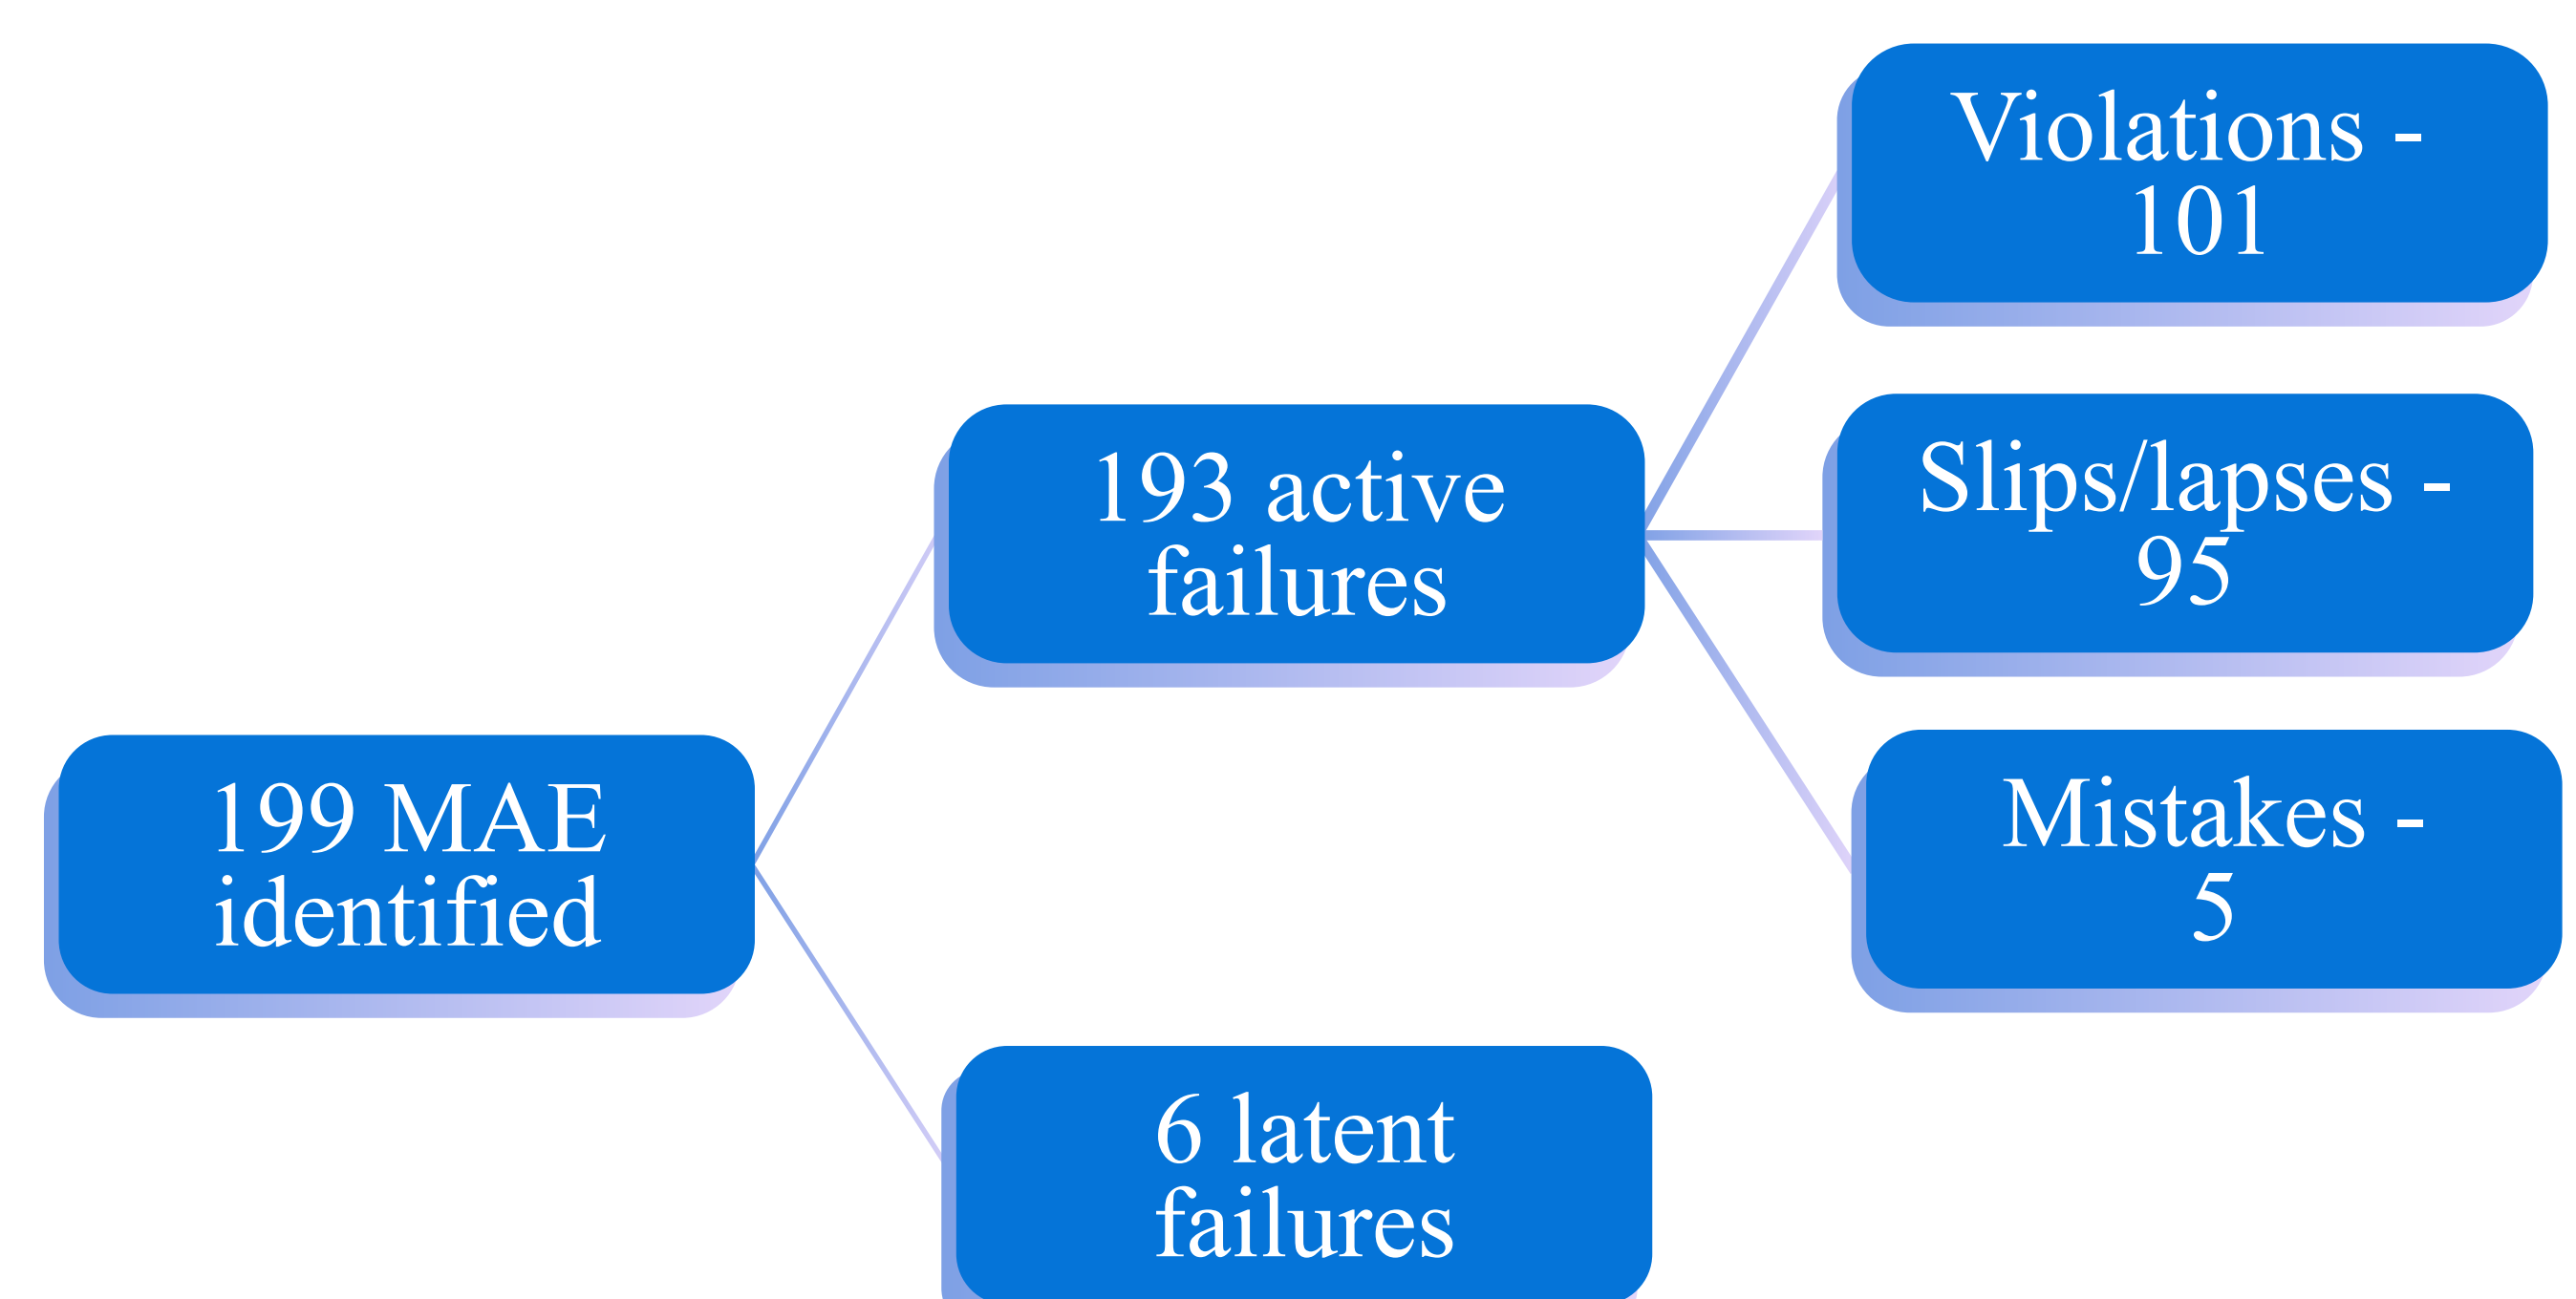 199 MAE
identified
193 active
failures
6 latent
failures
Violations -
101
Slips/lapses -
95
Mistakes -
5